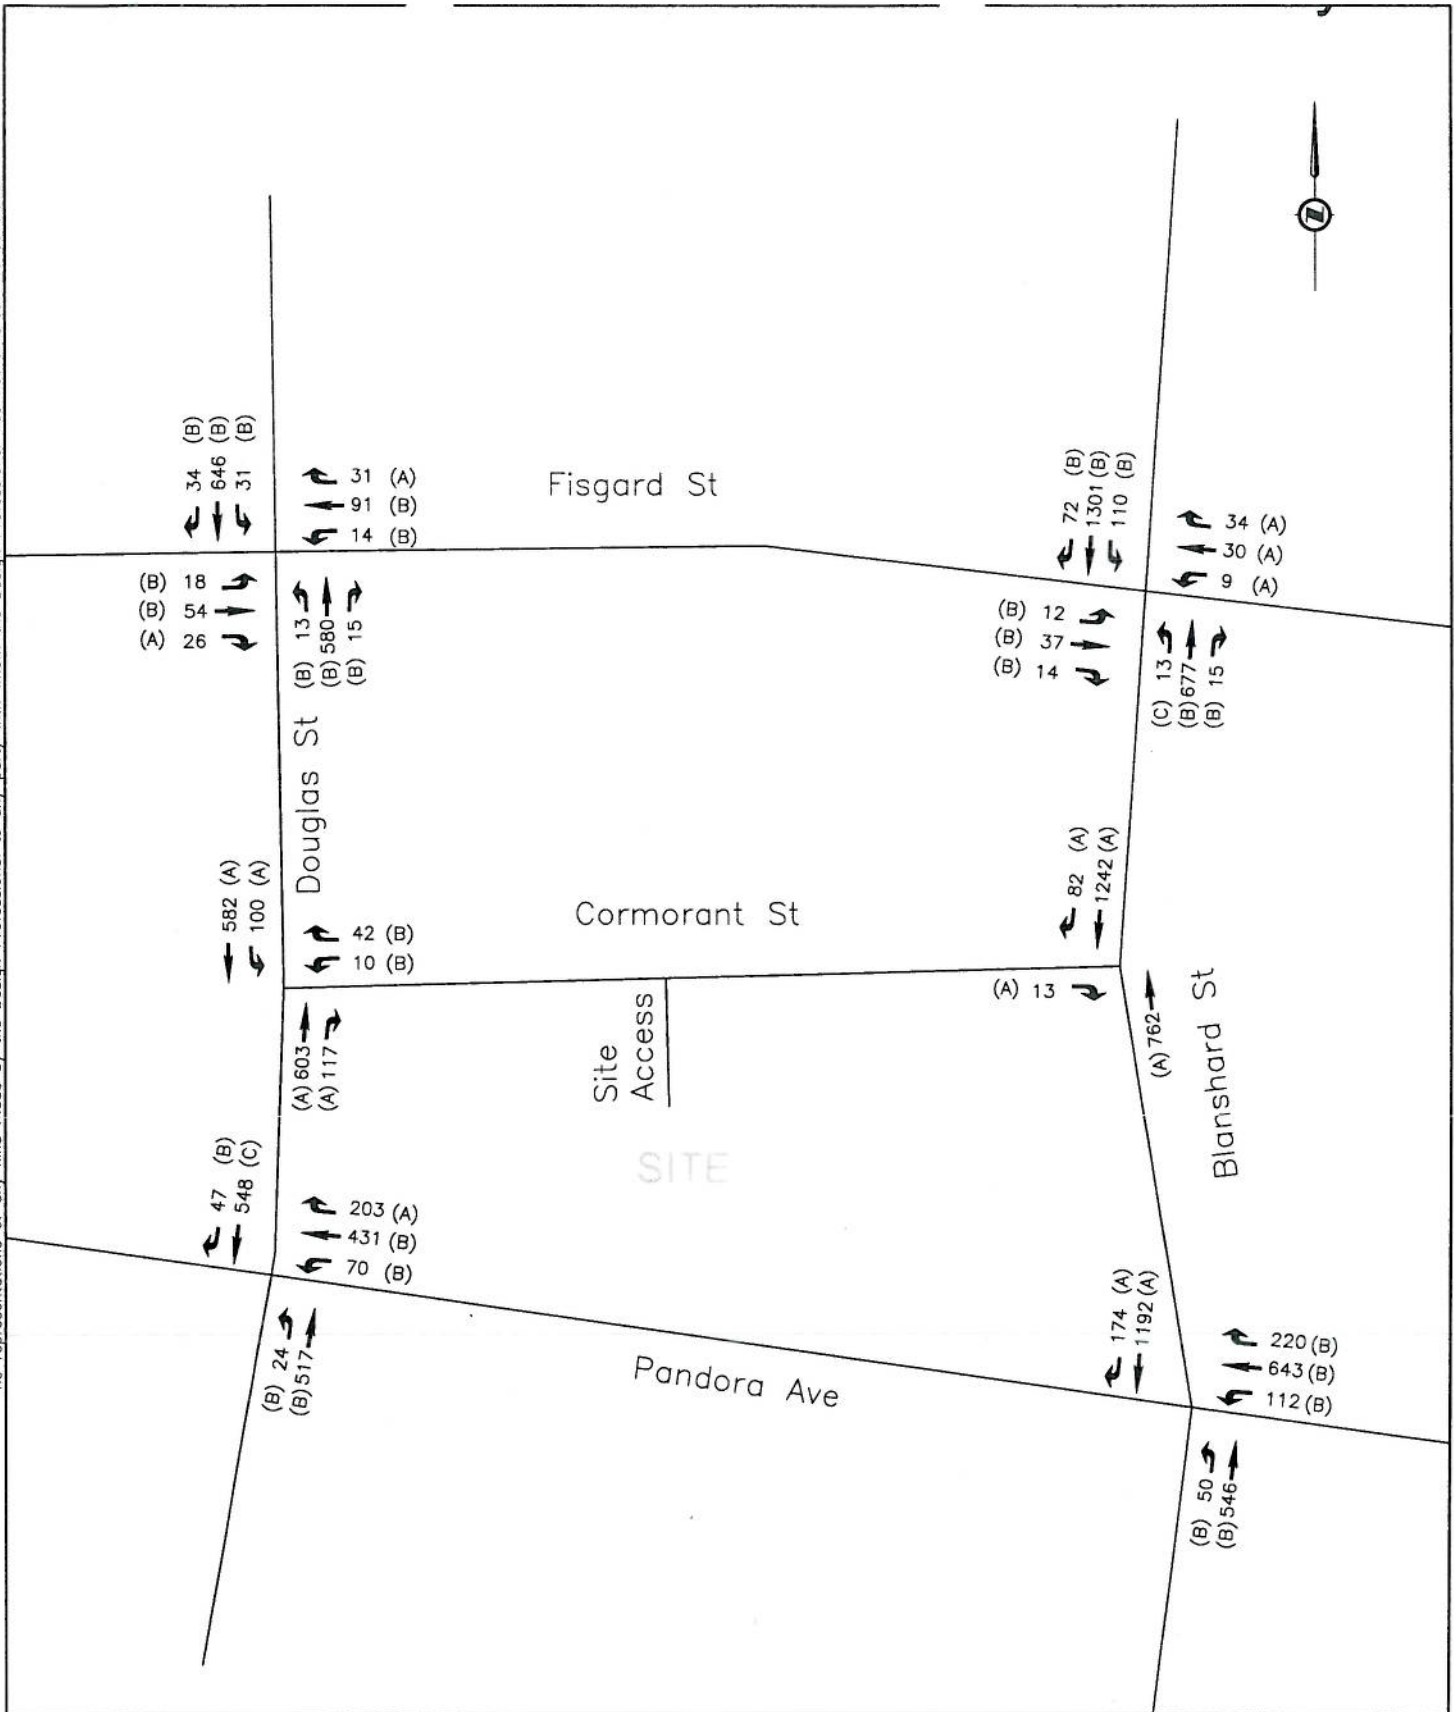 34 (B)
646 (B)
31 (B)
31 (A)
91 (B)
14 (B)
Fisgard St
72 (B)
1301 (B)
110 (B)
34 (A)
30 (A)
9 (A)
(B) 18
(B) 54
(A) 26
(B) 13
(B) 580
(B) 15
(B) 12
(B) 37
(B) 14
(C) 13
(B) 677
(B) 15
Douglas St
582 (A)
100 (A)
42 (B)
10 (B)
Cormorant St
82 (A)
1242 (A)
(A) 13
(A) 603
(A) 117
Site
Access
(A) 762
Blanshard St
47 (B)
548 (C)
203 (A)
431 (B)
70 (B)
SITE
174 (A)
1192 (A)
220 (B)
643 (B)
112 (B)
(B) 24
(B) 517
Pandora Ave
(B) 50
(B) 546